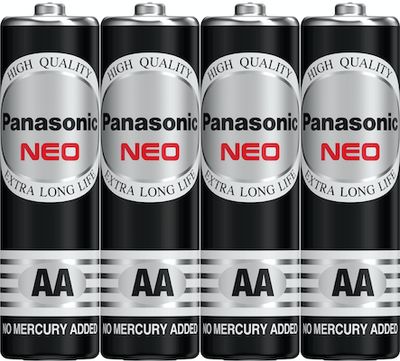 HIGH QUALITY HIGH QUALITY HIGH QUALITY HIGH QUALITY
Panasonic Panasonic Panasonic Panasonic
NEO NEO NEO NEO
EXTRA LONG LIFE EXTRA LONG LIFE EXTRA LONG LIFE EXTRA LONG LIFE
AA AA AA AA
NO MERCURY ADDED NO MERCURY ADDED NO MERCURY ADDED NO MERCURY ADDED